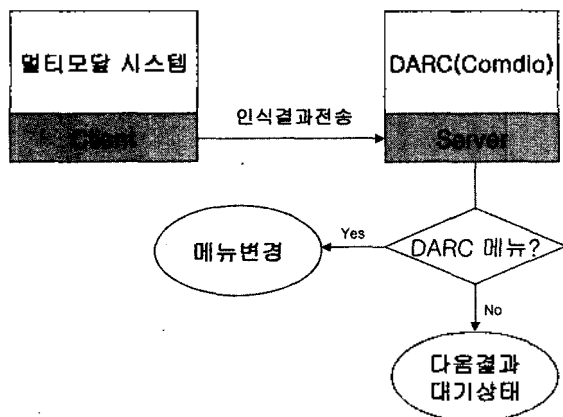 멀티모달 시스템
DARC(Comdio)
Client
인식결과전송
Server
메뉴변경
Yes
DARC 메뉴?
No
다음결과
대기상태